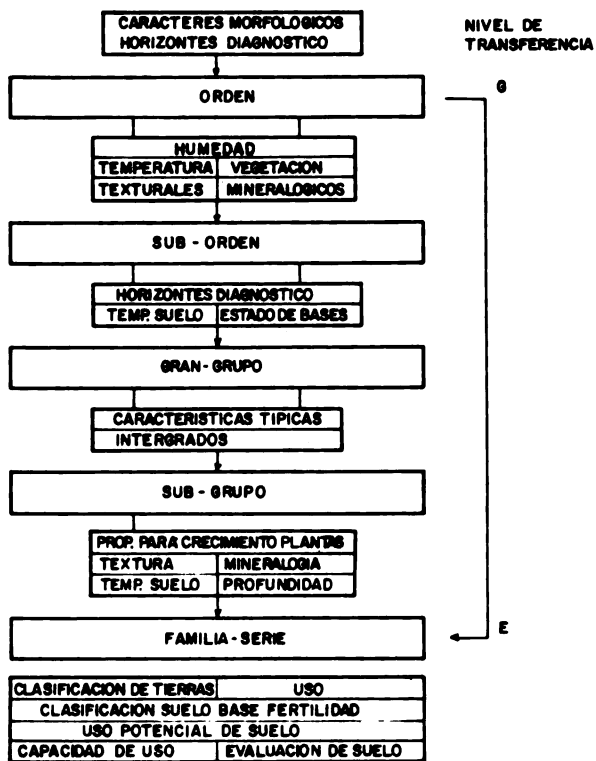 CARACTERES MORFOLOGICOS
HORIZONTES DIAGNOSTICO
NIVEL DE
TRANSFERENCIA
ORDEN
G
HUMEDAD
TEMPERATURA VEGETACION
TEXTURALES MINERALOGICOS
SUB - ORDEN
HORIZONTES DIAGNOSTICO
TEMP. SUELO ESTADO DE BASES
GRAN - GRUPO
CARACTERISTICAS TIPICAS
INTERGRADOS
SUB - GRUPO
PROP. PARA CRECIMIENTO PLANTAS
TEXTURA MINERALOGIA
TEMP. SUELO PROFUNDIDAD
FAMILIA - SERIE
E
CLASIFICACION DE TIERRAS USO
CLASIFICACION SUELO BASE FERTILIDAD
USO POTENCIAL DE SUELO
CAPACIDAD DE USO EVALUACION DE SUELO